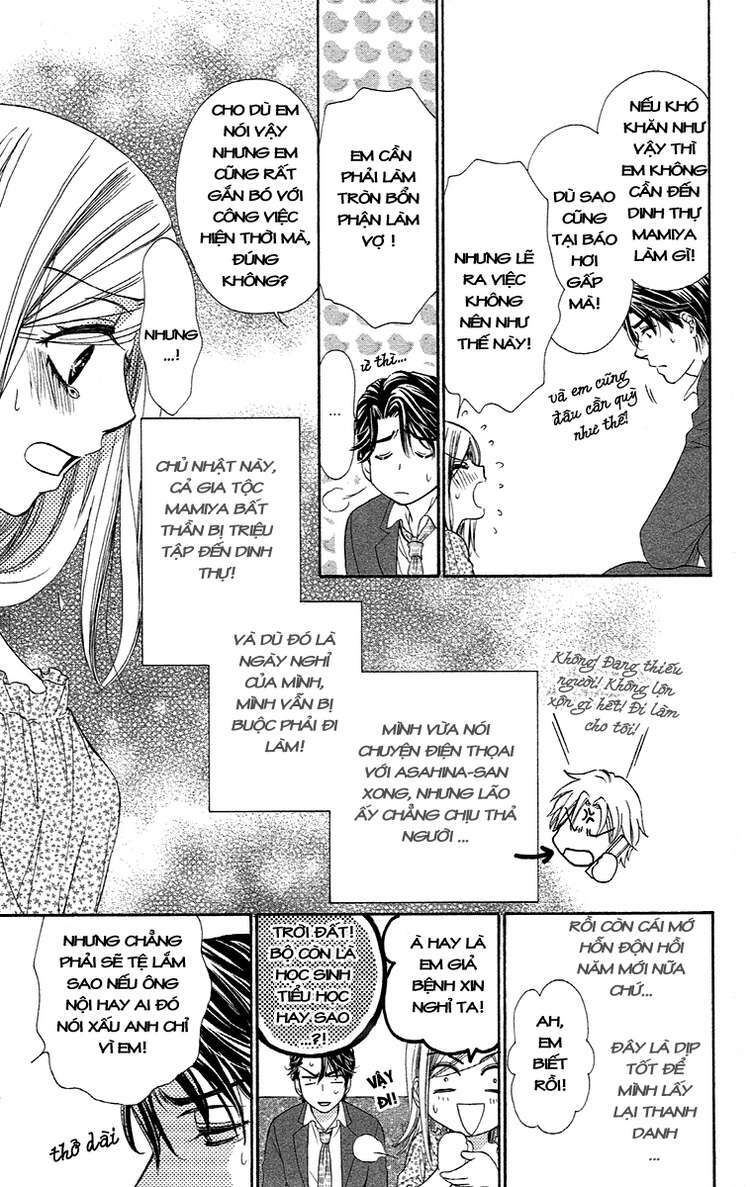 NẾU KHÓ
KHĂN NHƯ
VẬY THÌ
EM KHÔNG
CẦN ĐẾN
DINH THỰ
MAMIYA
LÀM GÌ!
DÙ SAO
CŨNG
TẠI BÁO
HƠI
GẤP
MÀ!
và em cũng
đâu cần quỳ
như thế!
NHƯNG LẼ
RA VIỆC
KHÔNG
NÊN NHƯ
THẾ NÀY!
EM CẦN
PHẢI LÀM
TRÒN BỔN
PHẬN LÀM
VỢ !
ừ thì...
...
CHO DÙ EM
NÓI VẬY
NHƯNG EM
CŨNG RẤT
GẮN BÓ VỚI
CÔNG VIỆC
HIỆN THỜI MÀ,
ĐÚNG
KHÔNG?
NHƯNG
...!
CHỦ NHẬT NÀY,
CẢ GIA TỘC
MAMIYA BẤT
THẦN BỊ TRIỆU
TẬP ĐẾN DINH
THỰ!
VÀ DÙ ĐÓ LÀ
NGÀY NGHỈ
CỦA MÌNH,
MÌNH VẪN BỊ
BUỘC PHẢI ĐI
LÀM!
MÌNH VỪA NÓI
CHUYỆN ĐIỆN THOẠI
VỚI ASAHINA-SAN
XONG, NHƯNG LÃO
ẤY CHẲNG CHỊU THẢ
NGƯỜI ...
Không! Đang thiếu
người! Không lộn
xộn gì hết! Đi làm
cho tôi!
RỒI CÒN CÁI MỚ
HỖN ĐỘN HỒI
NĂM MỚI NỮA
CHỨ...
ĐÂY LÀ DỊP
TỐT ĐỂ
MÌNH LẤY
LẠI THANH
DANH
...
AH,
EM
BIẾT
RỒI!
À HAY LÀ
EM GIẢ
BỆNH XIN
NGHỈ TA!
TRỜI ĐẤT!
BỘ CON LÀ
HỌC SINH
TIỂU HỌC
HAY SAO
...?!
VẬY
ĐI!
NHƯNG CHẲNG
PHẢI SẼ TỆ LẮM
SAO NẾU ÔNG
NỘI HAY AI ĐÓ
NÓI XẤU ANH CHỈ
VÌ EM!
thở dài